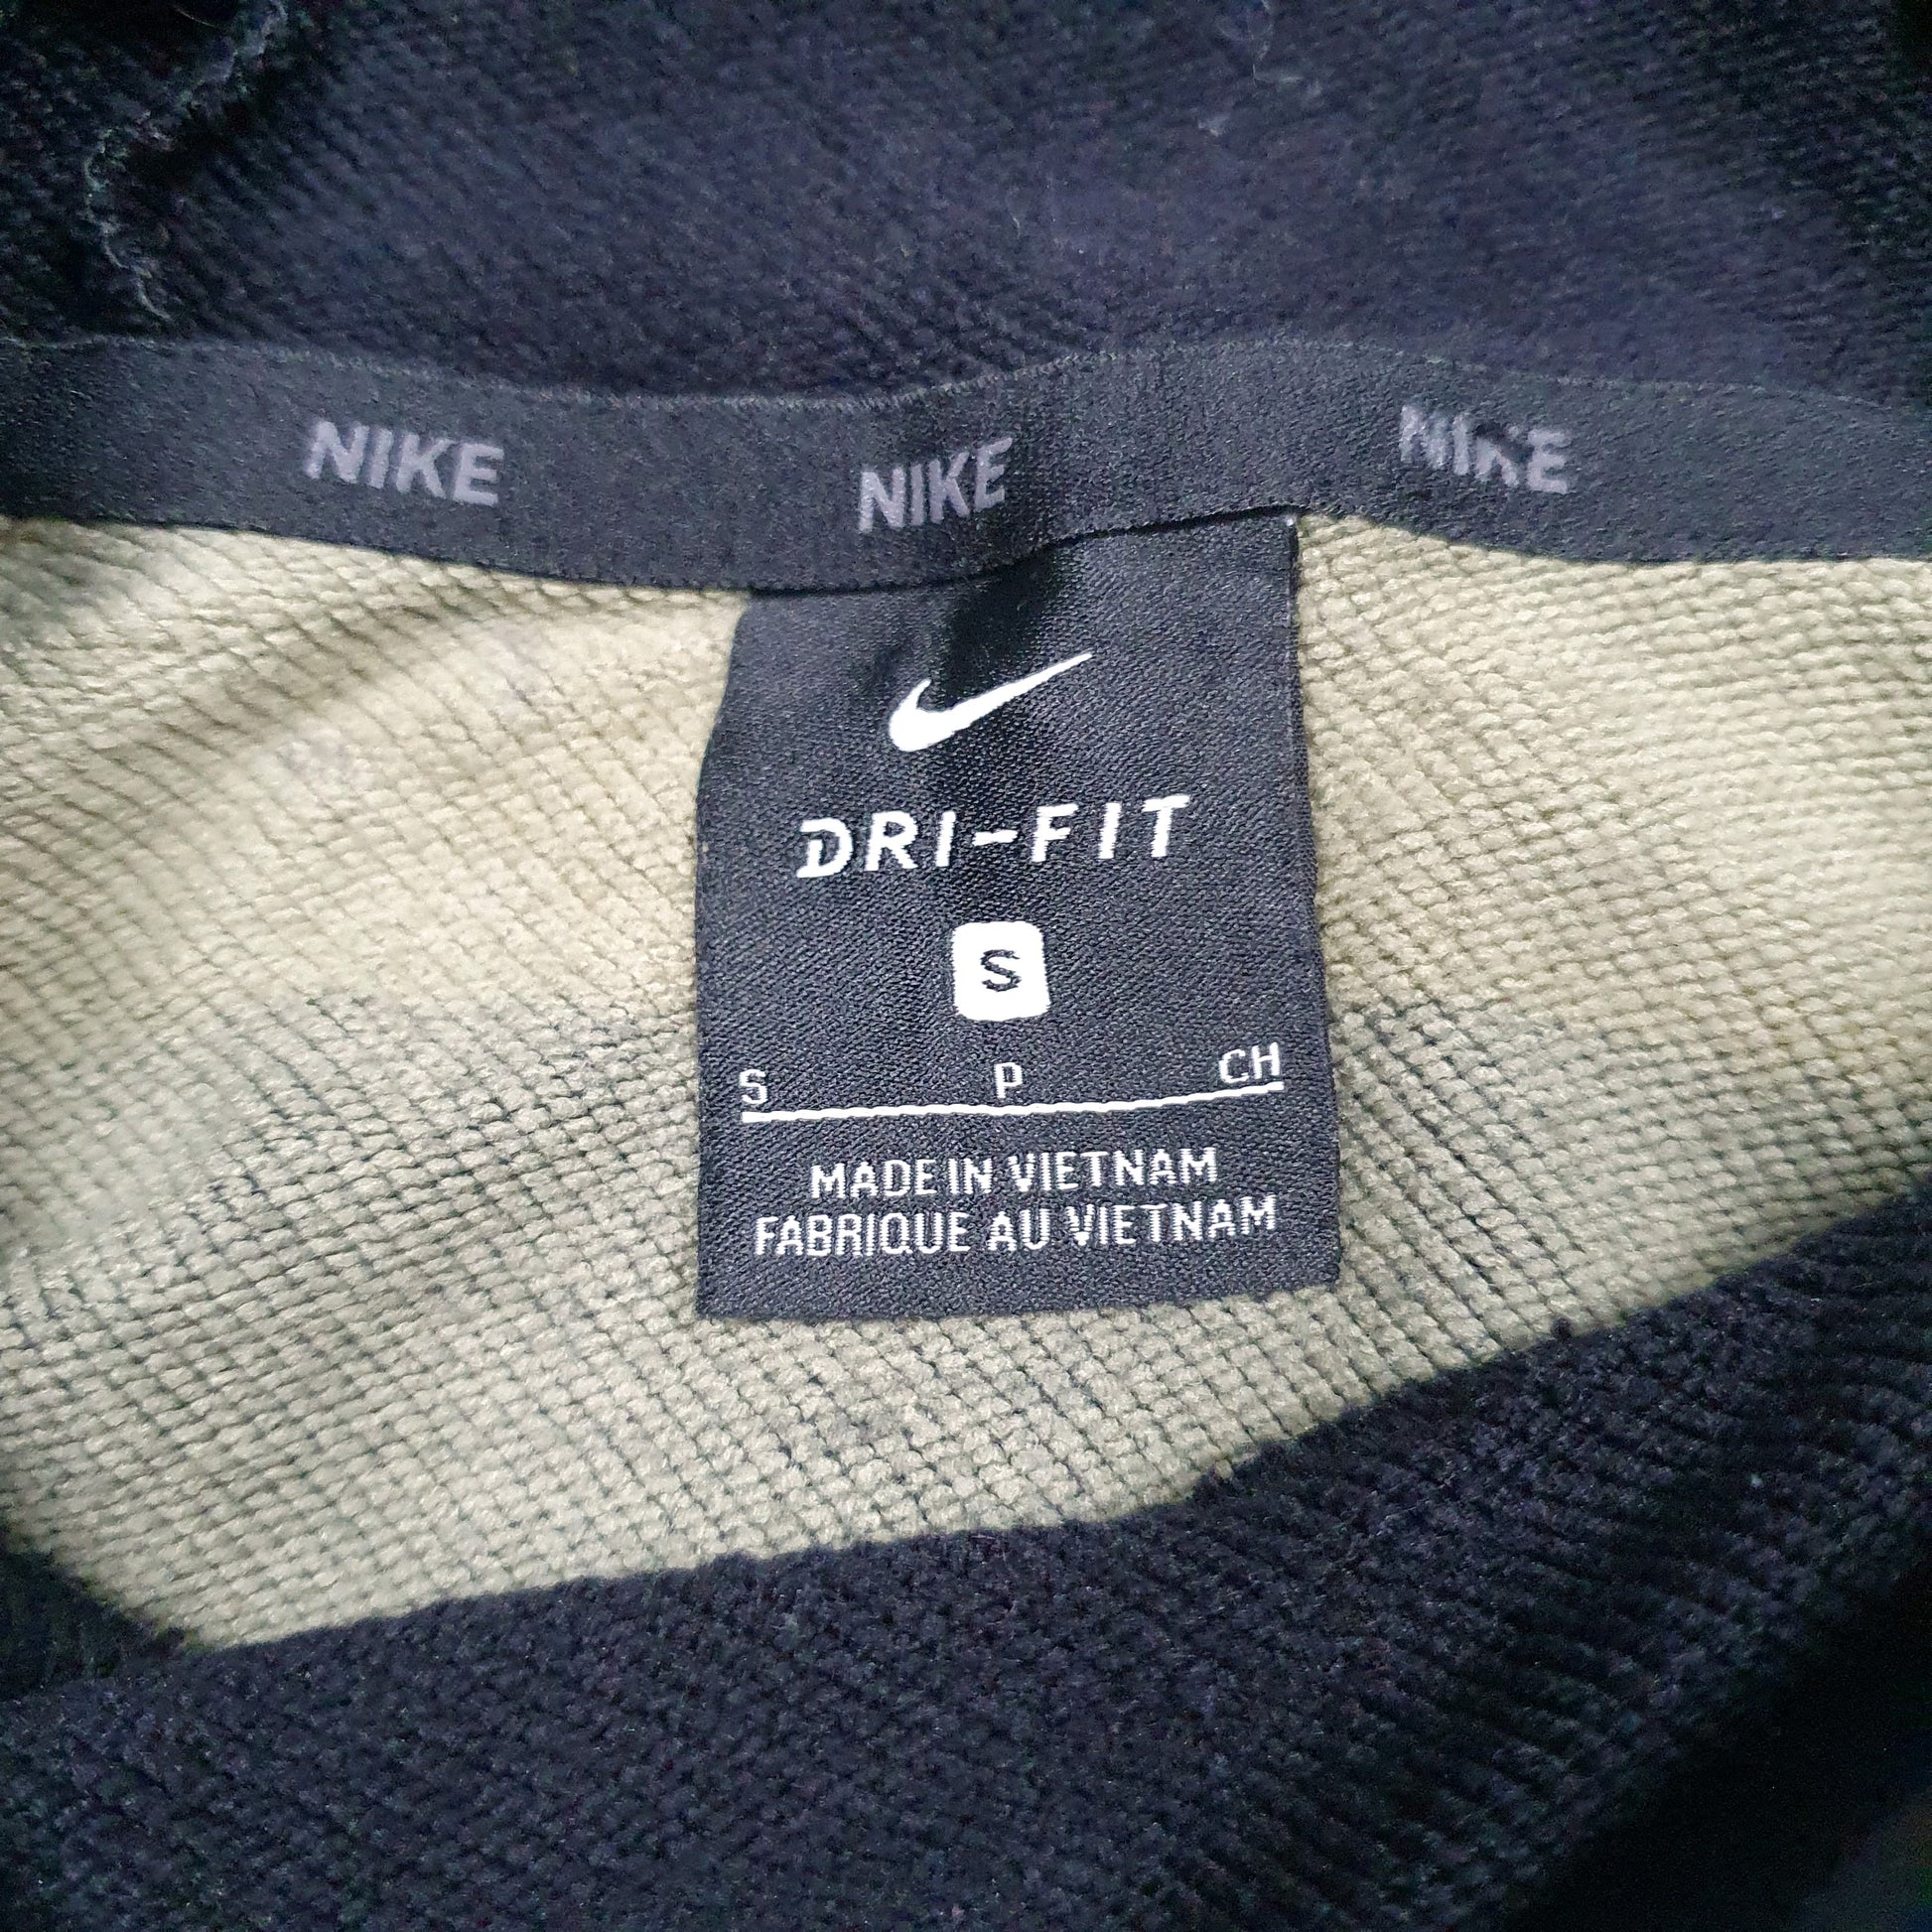 NIKE NIKE NIKE
DRI-FIT
S
S P CH
MADE IN VIETNAM
FABRIQUE AU VIETNAM